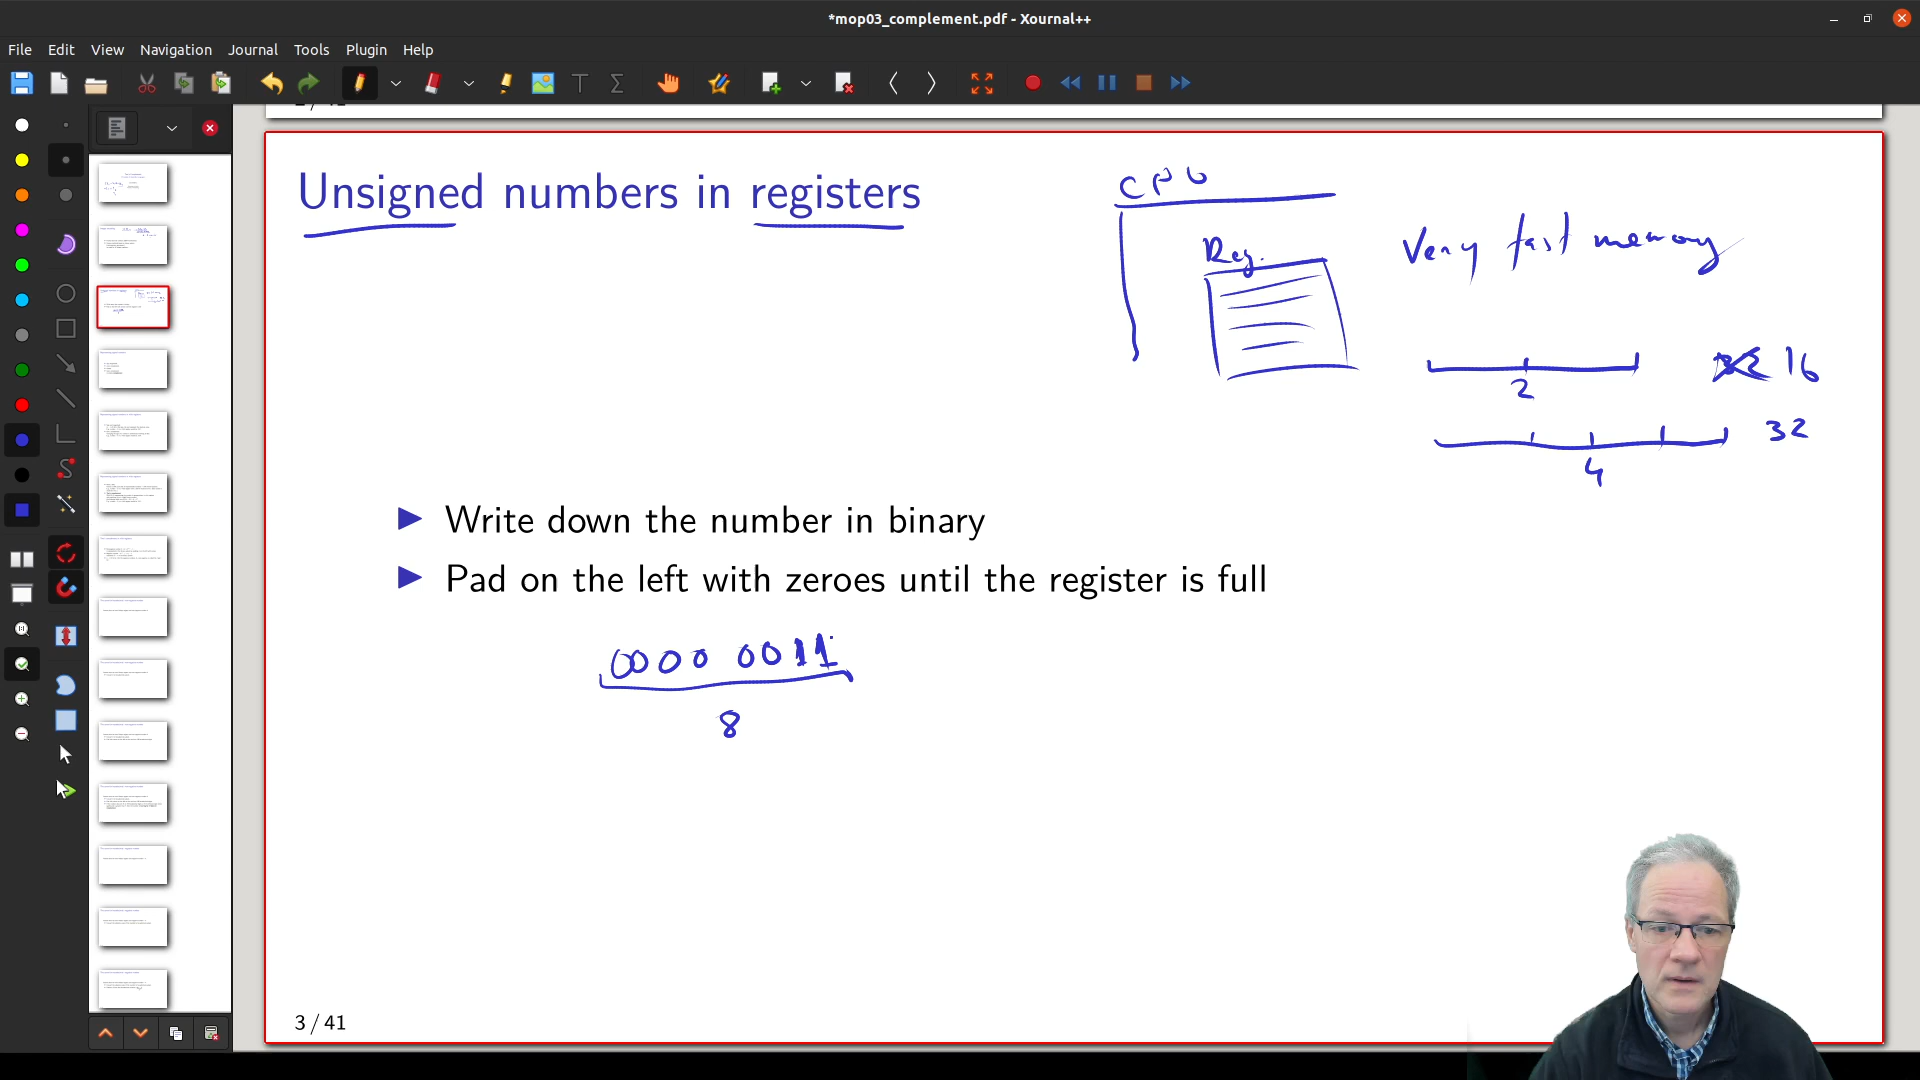 *mop03_complement.pdf - Xournal++
File Edit View Navigation Journal Tools Plugin Help
Unsigned numbers in registers
CPU
Reg.
Very fast memory
2
32 16
4
32
Write down the number in binary
Pad on the left with zeroes until the register is full
0000 0011
8
3 / 41